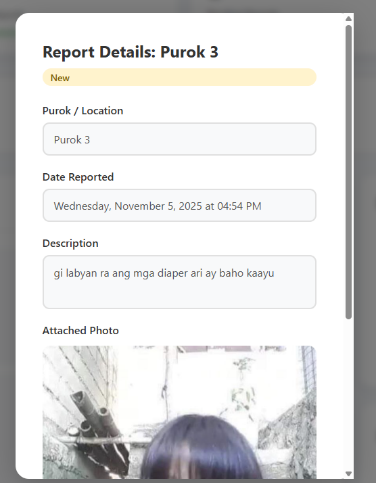 Report Details: Purok 3
New
Purok / Location
Purok 3
Date Reported
Wednesday, November 5, 2025 at 04:54 PM
Description
gi labyan ra ang mga diaper ari ay baho kaayu
Attached Photo